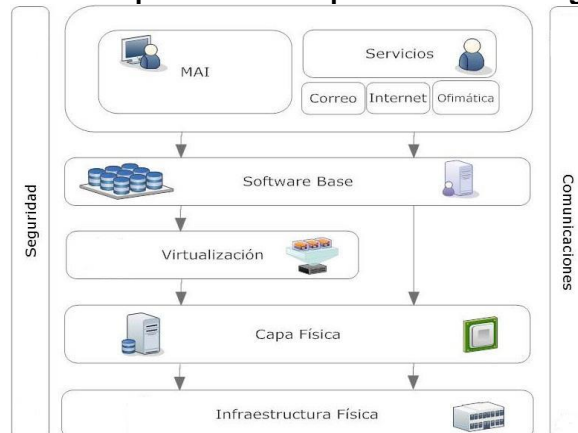 Seguridad
MAI
Servicios
Correo
Internet
Ofimática
Software Base
Virtualización
Capa Física
Infraestructura Física
Comunicaciones